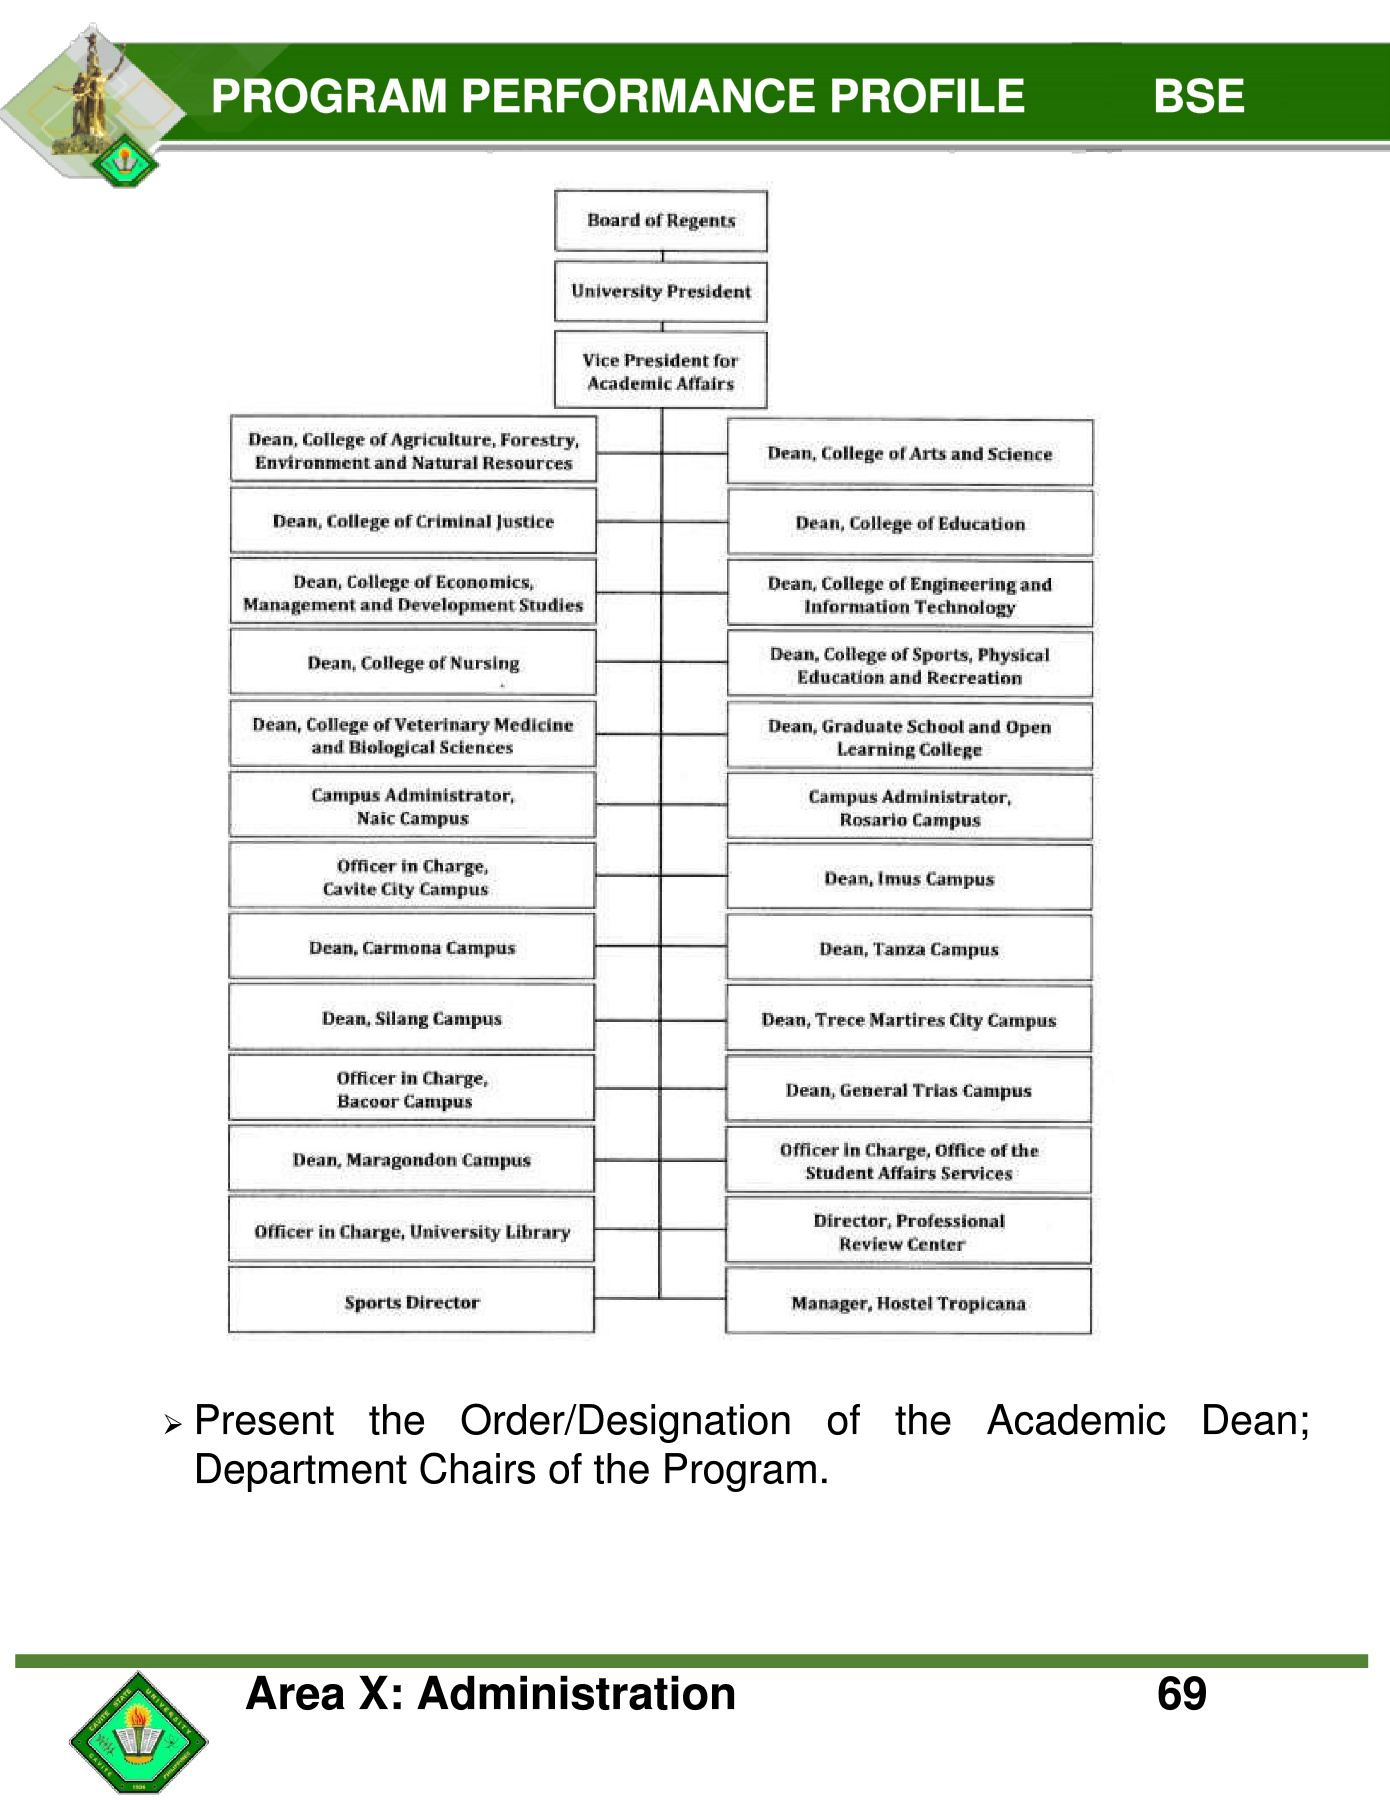 PROGRAM PERFORMANCE PROFILE BSE
Board of Regents
University President
Vice President for
Academic Affairs
Dean, College of Agriculture, Forestry,
Environment and Natural Resources
Dean, College of Arts and Science
Dean, College of Criminal Justice
Dean, College of Education
Dean, College of Economics,
Management and Development Studies
Dean, College of Engineering and
Information Technology
Dean, College of Nursing
Dean, College of Sports, Physical
Education and Recreation
Dean, College of Veterinary Medicine
and Biological Sciences
Dean, Graduate School and Open
Learning College
Campus Administrator,
Naic Campus
Campus Administrator,
Rosario Campus
Officer in Charge,
Cavite City Campus
Dean, Imus Campus
Dean, Carmona Campus
Dean, Tanza Campus
Dean, Silang Campus
Dean, Trece Martires City Campus
Officer in Charge,
Bacoor Campus
Dean, General Trias Campus
Dean, Maragondon Campus
Officer in Charge, Office of the
Student Affairs Services
Officer in Charge, University Library
Director, Professional
Review Center
Sports Director
Manager, Hostel Tropicana
➢ Present the Order/Designation of the Academic Dean;
Department Chairs of the Program.
Area X: Administration 69
CAVITE STATE UNIVERSITY
CAVITE PHILIPPINES
1906